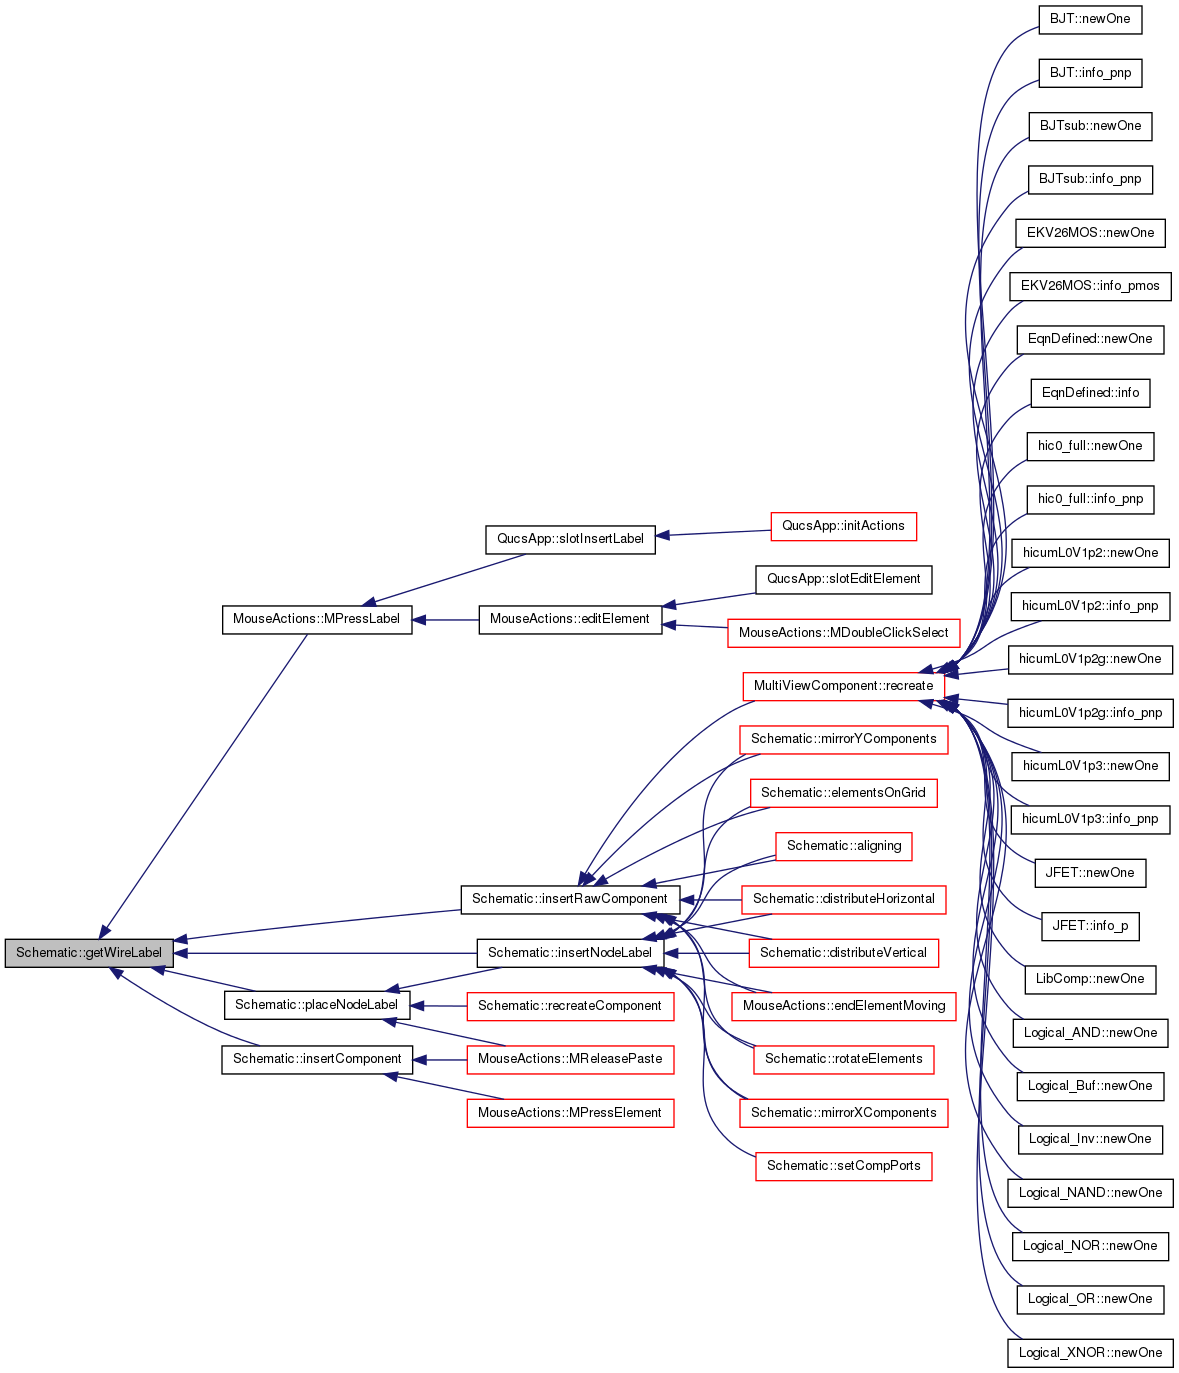 BJT::newOne
BJT::info_pnp
BJTsub::newOne
BJTsub::info_pnp
EKV26MOS::newOne
EKV26MOS::info_pmos
EqnDefined::newOne
EqnDefined::info
hic0_full::newOne
hic0_full::info_pnp
QucsApp::initActions
QucsApp::slotInsertLabel
hicumL0V1p2::newOne
QucsApp::slotEditElement
hicumL0V1p2::info_pnp
MouseActions::MPressLabel
MouseActions::editElement
MouseActions::MDoubleClickSelect
hicumL0V1p2g::newOne
MultiViewComponent::recreate
hicumL0V1p2g::info_pnp
Schematic::mirrorYComponents
hicumL0V1p3::newOne
Schematic::elementsOnGrid
hicumL0V1p3::info_pnp
Schematic::aligning
JFET::newOne
Schematic::insertRawComponent
Schematic::distributeHorizontal
JFET::info_p
Schematic::getWireLabel
Schematic::insertNodeLabel
Schematic::distributeVertical
LibComp::newOne
Schematic::placeNodeLabel
Schematic::recreateComponent
MouseActions::endElementMoving
Logical_AND::newOne
Schematic::insertComponent
MouseActions::MReleasePaste
Schematic::rotateElements
Logical_Buf::newOne
MouseActions::MPressElement
Schematic::mirrorXComponents
Logical_Inv::newOne
Schematic::setCompPorts
Logical_NAND::newOne
Logical_NOR::newOne
Logical_OR::newOne
Logical_XNOR::newOne